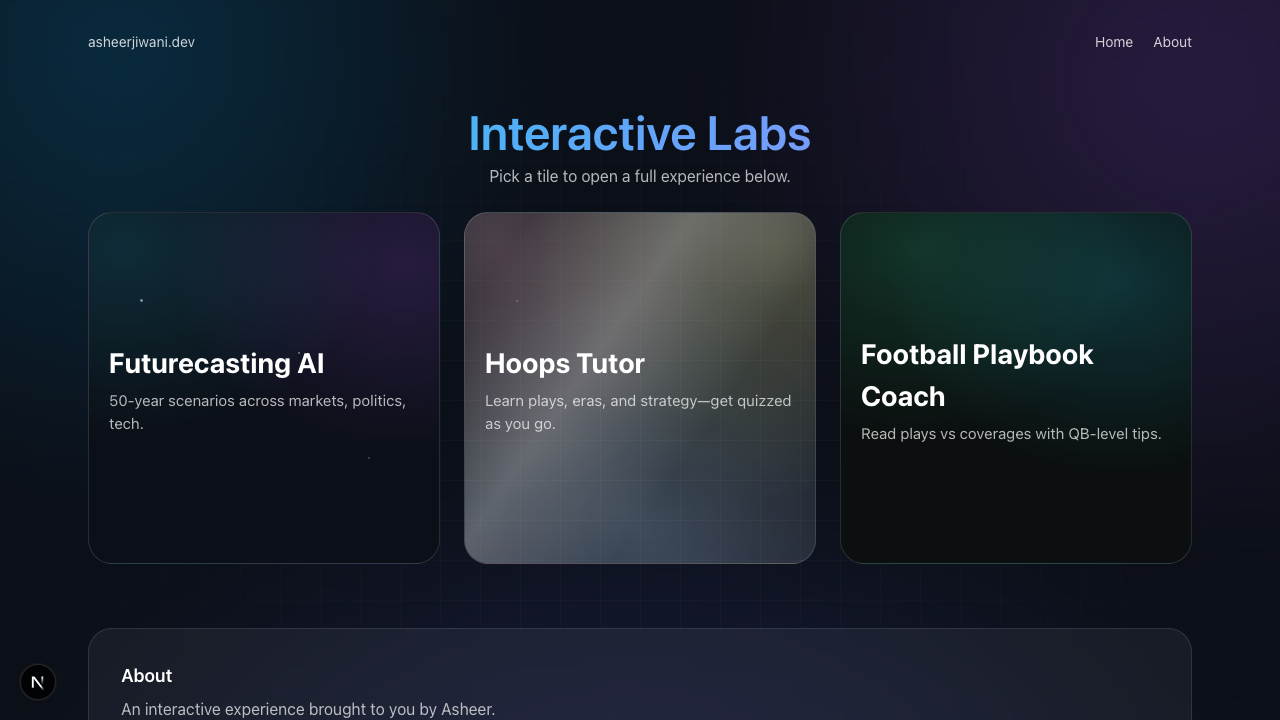 asheerjiwani.dev
Home About
Interactive Labs
Pick a tile to open a full experience below.
Futurecasting AI
50-year scenarios across markets, politics,
tech.
Hoops Tutor
Learn plays, eras, and strategy—get quizzed
as you go.
Football Playbook
Coach
Read plays vs coverages with QB-level tips.
About
An interactive experience brought to you by Asheer.
N